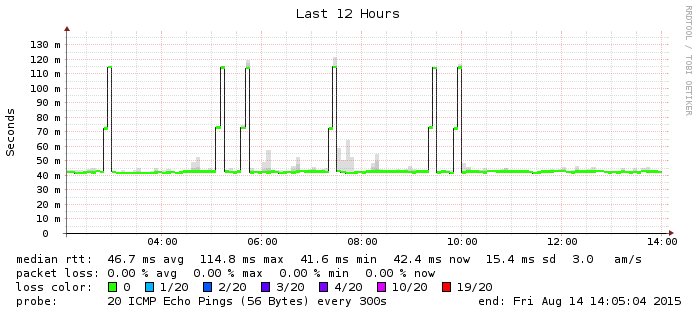 Last 12 Hours
RRDTOOL / TOBI OETIKER
Seconds
130 m
120 m
110 m
100 m
90 m
80 m
70 m
60 m
50 m
40 m
30 m
20 m
10 m
0
04:00 06:00 08:00 10:00 12:00 14:00
median rtt: 46.7 ms avg 114.8 ms max 41.6 ms min 42.4 ms now 15.4 ms sd 3.0 am/s
packet loss: 0.00 % avg 0.00 % max 0.00 % min 0.00 % now
loss color: 0 1/20 2/20 3/20 4/20 10/20 19/20
probe: 20 ICMP Echo Pings (56 Bytes) every 300s end: Fri Aug 14 14:05:04 2015